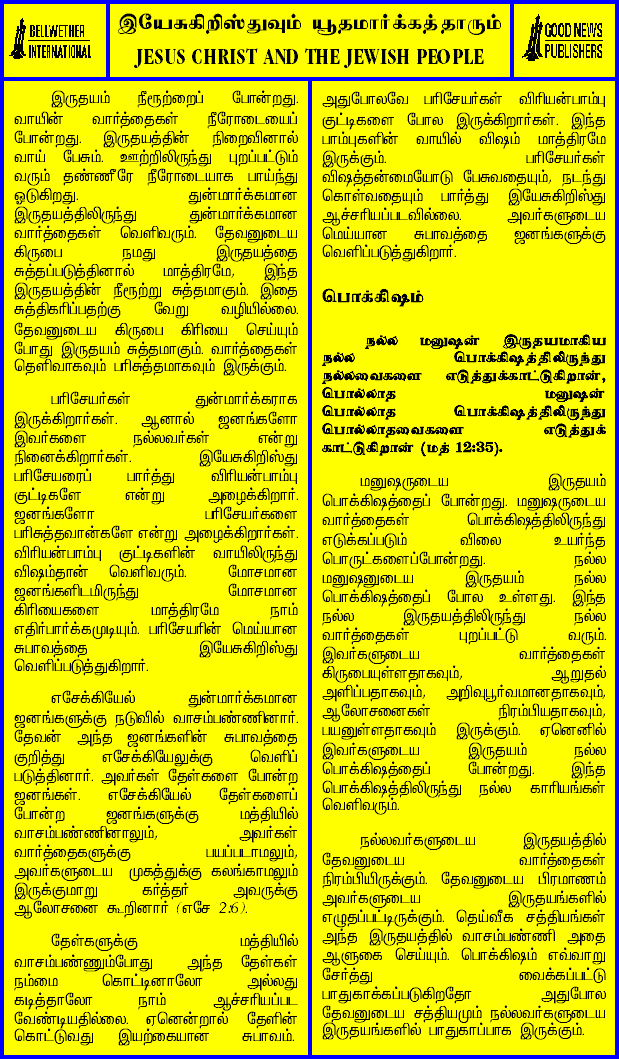 BELLWETHER
INTERNATIONAL
இயேசுகிறிஸ்துவும் யூதமார்க்கத்தாரும்
JESUS CHRIST AND THE JEWISH PEOPLE
GOOD NEWS
PUBLISHERS
இருதயம் நீரூற்றைப் போன்றது.
வாயின் வார்த்தைகள் நீரோடையைப்
போன்றது. இருதயத்தின் நிறைவினால்
வாய் பேசும். ஊற்றிலிருந்து புறப்பட்டும்
வரும் தண்ணீரே நீரோடையாக பாய்ந்து
ஓடுகிறது. துன்மார்க்கமான
இருதயத்திலிருந்து துன்மார்க்கமான
வார்த்தைகள் வெளிவரும். தேவனுடைய
கிருபை நமது இருதயத்தை
சுத்தப்படுத்தினால் மாத்திரமே, இந்த
இருதயத்தின் நீரூற்று சுத்தமாகும். இதை
சுத்திகரிப்பதற்கு வேறு வழியில்லை.
தேவனுடைய கிருபை கிரியை செய்யும்
போது இருதயம் சுத்தமாகும். வார்த்தைகள்
தெளிவாகவும் பரிசுத்தமாகவும் இருக்கும்.
பரிசேயர்கள் துன்மார்க்கராக
இருக்கிறார்கள். ஆனால் ஜனங்களோ
இவர்களை நல்லவர்கள் என்று
நினைக்கிறார்கள். இயேசுகிறிஸ்து
பரிசேயரைப் பார்த்து விரியன்பாம்பு
குட்டிகளே என்று அழைக்கிறார்.
ஜனங்களோ பரிசேயர்களை
பரிசுத்தவான்களே என்று அழைக்கிறார்கள்.
விரியன்பாம்பு குட்டிகளின் வாயிலிருந்து
விஷம்தான் வெளிவரும். மோசமான
ஜனங்களிடமிருந்து மோசமான
கிரியைகளை மாத்திரமே நாம்
எதிர்பார்க்கமுடியும். பரிசேயரின் மெய்யான
சுபாவத்தை இயேசுகிறிஸ்து
வெளிப்படுத்துகிறார்.
எசேக்கியேல் துன்மார்க்கமான
ஜனங்களுக்கு நடுவில் வாசம்பண்ணினார்.
தேவன் அந்த ஜனங்களின் சுபாவத்தை
குறித்து எசேக்கியேலுக்கு வெளிப்
படுத்தினார். அவர்கள் தேள்களை போன்ற
ஜனங்கள். எசேக்கியேல் தேள்களைப்
போன்ற ஜனங்களுக்கு மத்தியில்
வாசம்பண்ணினாலும், அவர்கள்
வார்த்தைகளுக்கு பயப்படாமலும்,
அவர்களுடைய முகத்துக்கு கலங்காமலும்
இருக்குமாறு கர்த்தர் அவருக்கு
ஆலோசனை கூறினார் (எசே 2:6).
தேள்களுக்கு மத்தியில்
வாசம்பண்ணும்போது அந்த தேள்கள்
நம்மை கொட்டினாலோ அல்லது
கடித்தாலோ நாம் ஆச்சரியப்பட
வேண்டியதில்லை. ஏனென்றால் தேளின்
கொட்டுவது இயற்கையான சுபாவம்.
அதுபோலவே பரிசேயர்கள் விரியன்பாம்பு
குட்டிகளை போல இருக்கிறார்கள். இந்த
பாம்புகளின் வாயில் விஷம் மாத்திரமே
இருக்கும். பரிசேயர்கள்
விஷத்தன்மையோடு பேசுவதையும், நடந்து
கொள்வதையும் பார்த்து இயேசுகிறிஸ்து
ஆச்சரியப்படவில்லை. அவர்களுடைய
மெய்யான சுபாவத்தை ஜனங்களுக்கு
வெளிப்படுத்துகிறார்.
பொக்கிஷம்
நல்ல மனுஷன் இருதயமாகிய
நல்ல பொக்கிஷத்திலிருந்து
நல்லவைகளை எடுத்துக்காட்டுகிறான்,
பொல்லாத மனுஷன்
பொல்லாத பொக்கிஷத்திலிருந்து
பொல்லாதவைகளை எடுத்துக்
காட்டுகிறான் (மத் 12:35).
மனுஷருடைய இருதயம்
பொக்கிஷத்தைப் போன்றது. மனுஷருடைய
வார்த்தைகள் பொக்கிஷத்திலிருந்து
எடுக்கப்படும் விலை உயர்ந்த
பொருட்களைப்போன்றது. நல்ல
மனுஷனுடைய இருதயம் நல்ல
பொக்கிஷத்தைப் போல உள்ளது. இந்த
நல்ல இருதயத்திலிருந்து நல்ல
வார்த்தைகள் புறப்பட்டு வரும்.
இவர்களுடைய வார்த்தைகள்
கிருபையுள்ளதாகவும், ஆறுதல்
அளிப்பதாகவும், அறிவுபூர்வமானதாகவும்,
ஆலோசனைகள் நிரம்பியதாகவும்,
பயனுள்ளதாகவும் இருக்கும். ஏனெனில்
இவர்களுடைய இருதயம் நல்ல
பொக்கிஷத்தைப் போன்றது. இந்த
பொக்கிஷத்திலிருந்து நல்ல காரியங்கள்
வெளிவரும்.
நல்லவர்களுடைய இருதயத்தில்
தேவனுடைய வார்த்தைகள்
நிரம்பியிருக்கும். தேவனுடைய பிரமாணம்
அவர்களுடைய இருதயங்களில்
எழுதப்பட்டிருக்கும். தெய்வீக சத்தியங்கள்
அந்த இருதயத்தில் வாசம்பண்ணி அதை
ஆளுகை செய்யும். பொக்கிஷம் எவ்வாறு
சேர்த்து வைக்கப்பட்டு
பாதுகாக்கப்படுகிறதோ அதுபோல
தேவனுடைய சத்தியமும் நல்லவர்களுடைய
இருதயங்களில் பாதுகாப்பாக இருக்கும்.